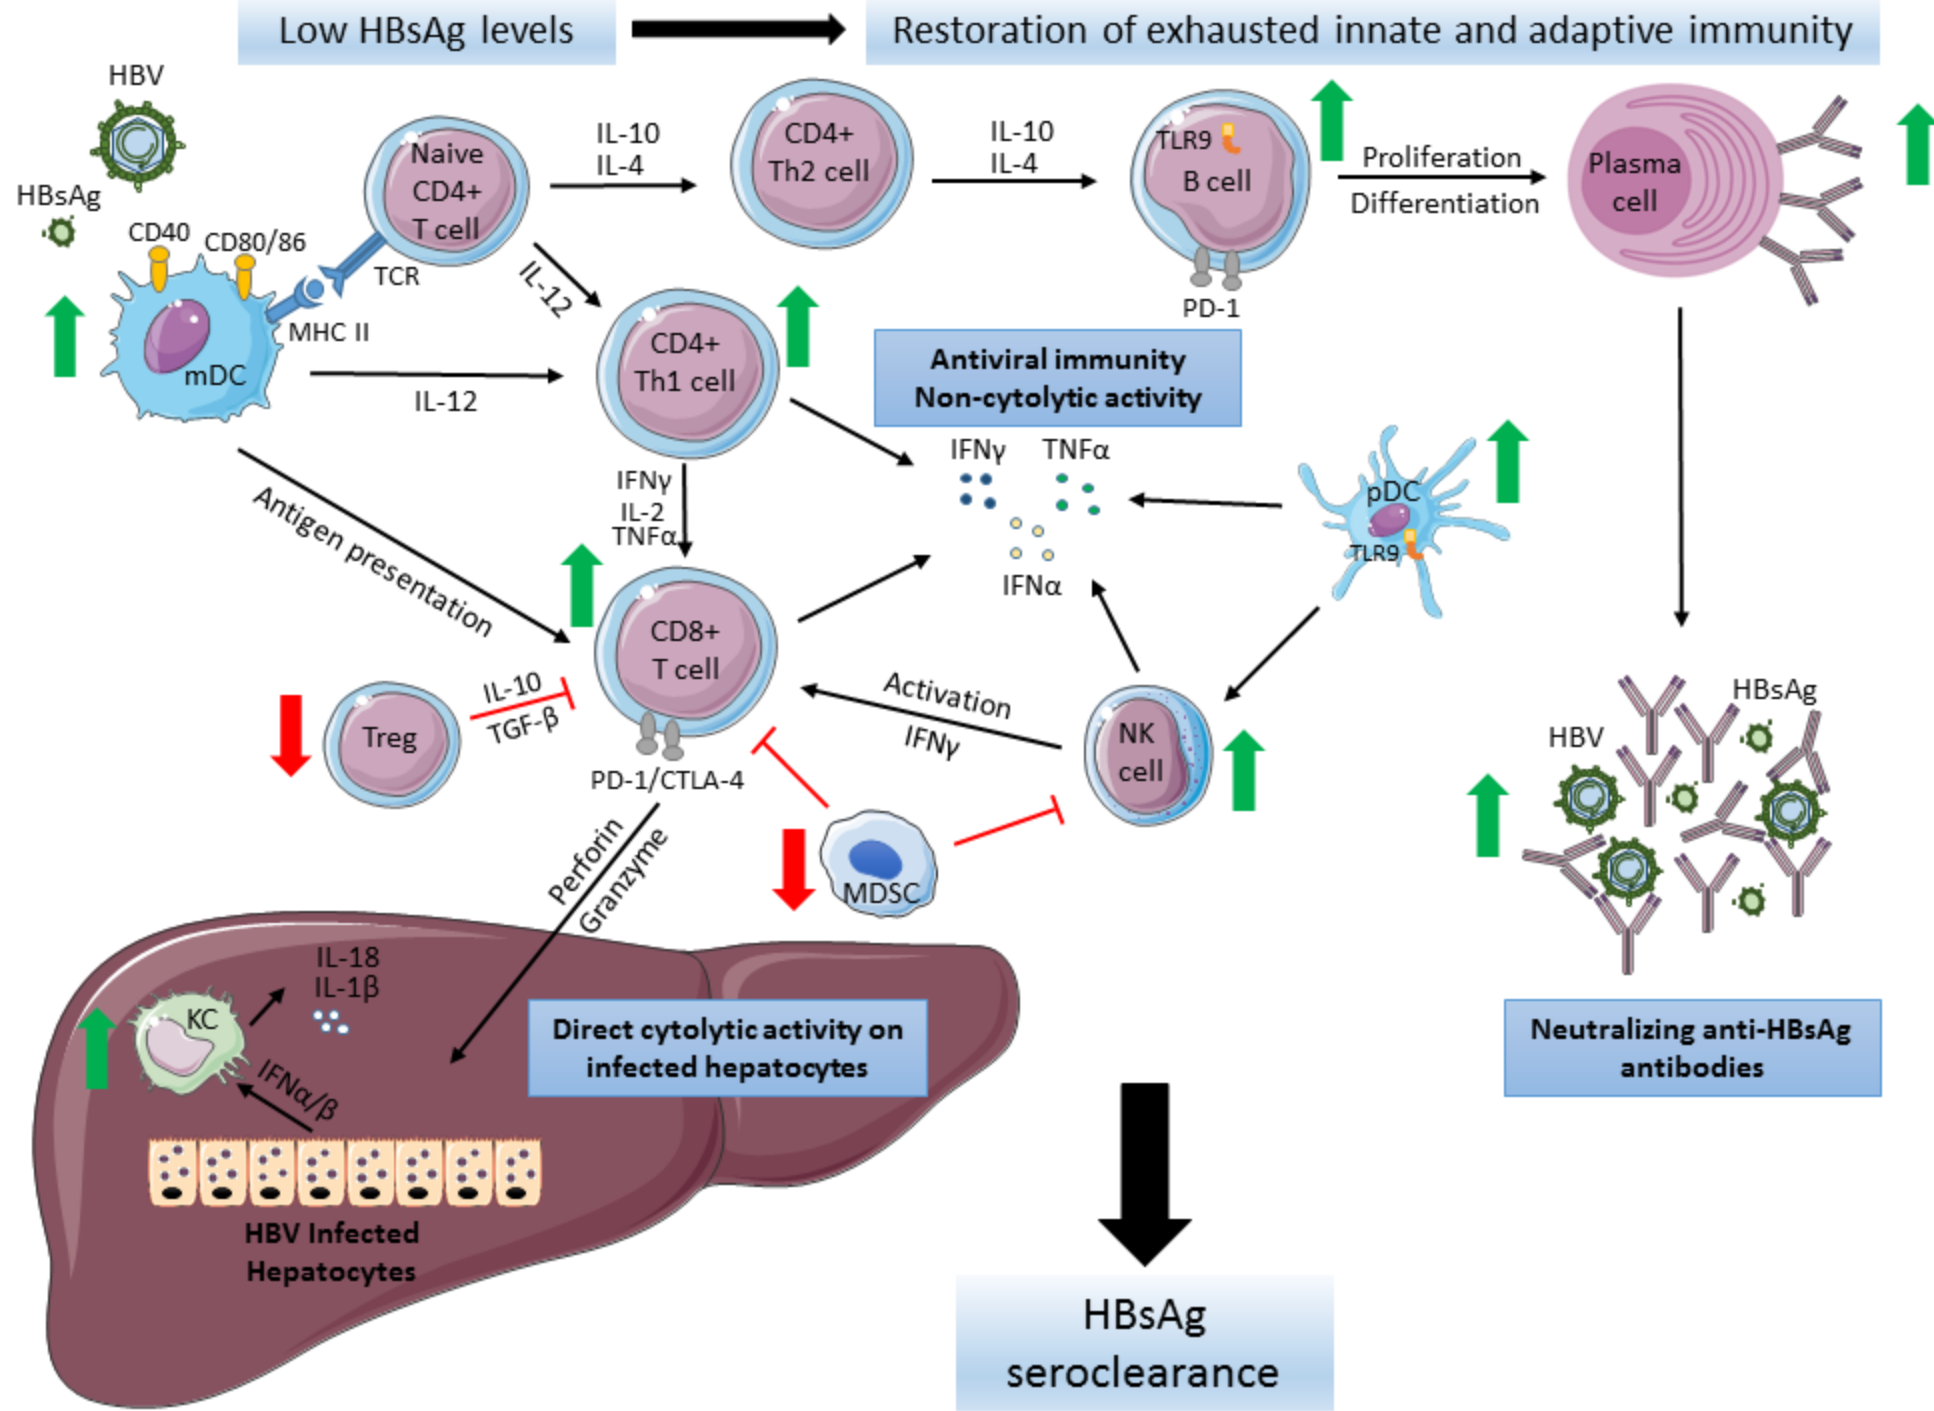 Low HBsAg levels
Restoration of exhausted innate and adaptive immunity
HBV
HBsAg
CD40
CD80/86
mDC
MHC II
TCR
Naive
CD4+
T cell
IL-10
IL-4
CD4+
Th2 cell
IL-10
IL-4
TLR9
B cell
PD-1
Proliferation
Differentiation
Plasma
cell
IL-12
IL-12
CD4+
Th1 cell
Antiviral immunity
Non-cytolytic activity
IFNγ
TNFα
IFNα
pDC
TLR9
Antigen presentation
IFNγ
IL-2
TNFα
CD8+
T cell
PD-1/CTLA-4
Treg
IL-10
TGF-β
Activation
IFNγ
NK
cell
MDSC
Perforin
Granzyme
HBsAg
HBV
Neutralizing anti-HBsAg
antibodies
IL-18
IL-1β
KC
IFNα/β
Direct cytolytic activity on
infected hepatocytes
HBV Infected
Hepatocytes
HBsAg
seroclearance